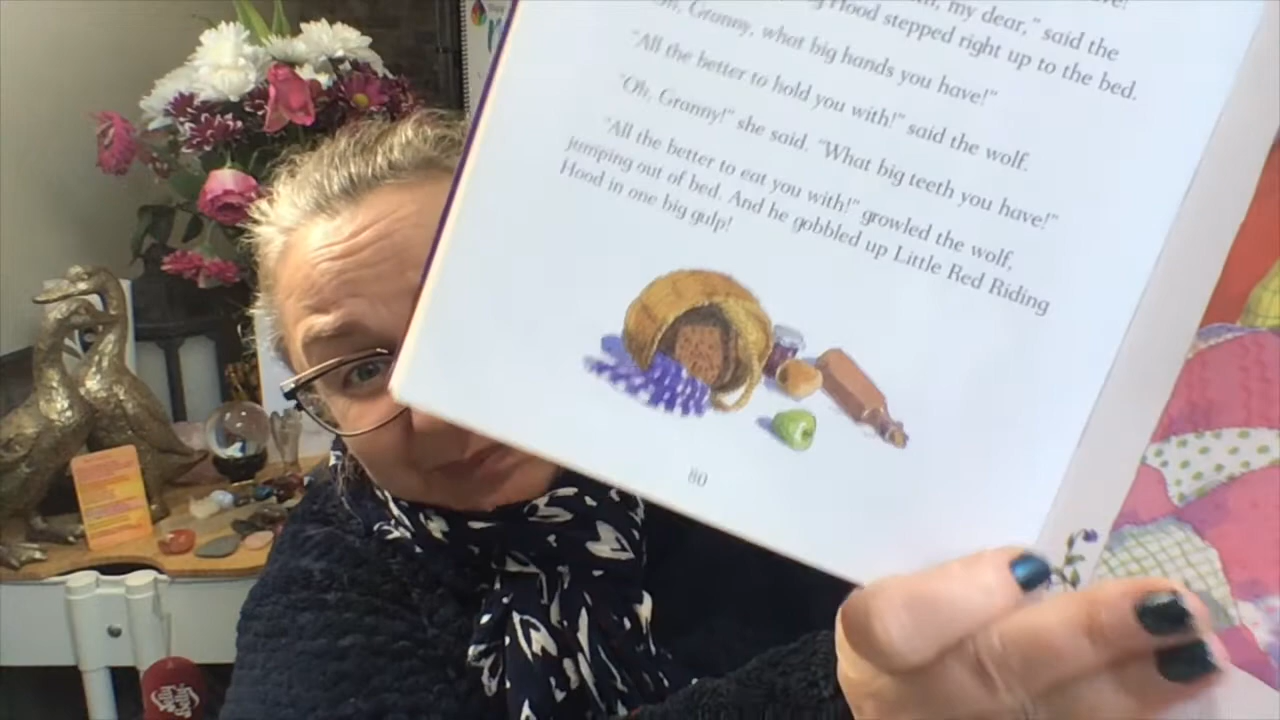 my dear," said the
Hood stepped right up to the bed.
Oh, Granny, what big hands you have!"
"All the better to hold you with!" said the wolf.
"Oh, Granny!" she said. "What big teeth you have!"
"All the better to eat you with!" growled the wolf,
jumping out of bed. And he gobbled up Little Red Riding
Hood in one big gulp!
80